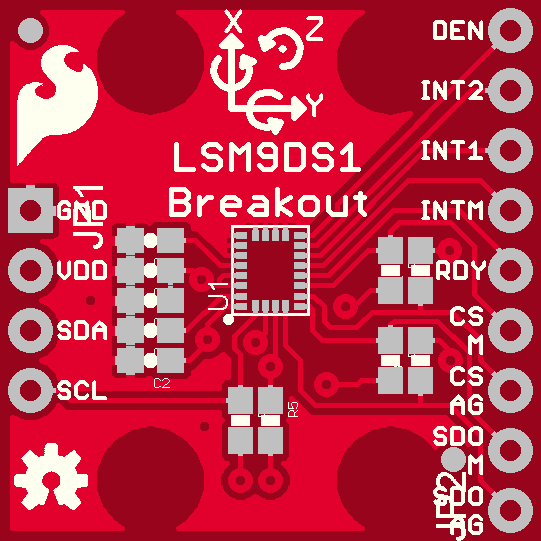 X
Z
Y
LSM9DS1
Breakout
JP1
GND
VDD
SDA
SCL
U1
C2
R5
DEN
INT2
INT1
INTM
RDY
CS
M
CS
AG
SDO
M
SDO
AG
JP2